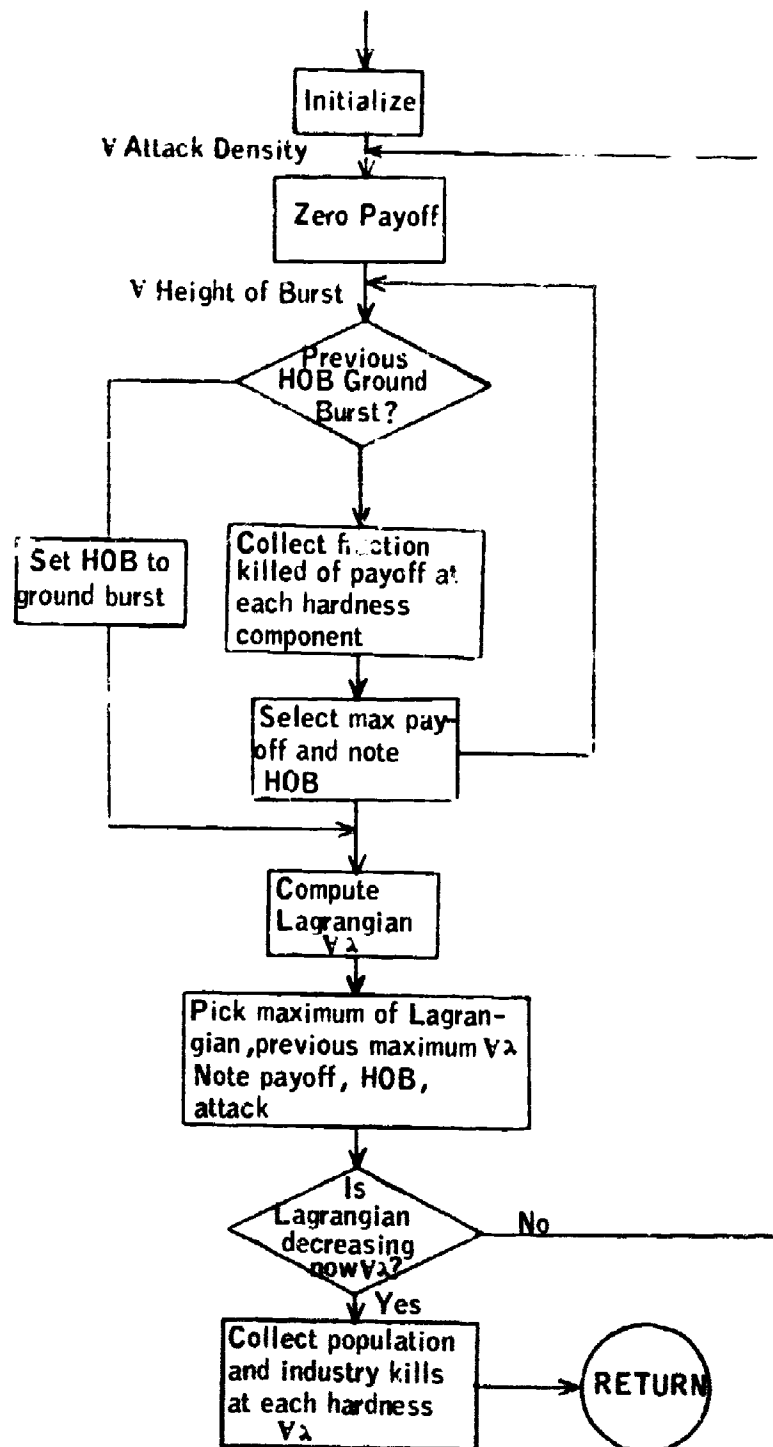 Initialize
∀ Attack Density
Zero Payoff
∀ Height of Burst
Previous
HOB Ground
Burst?
Set HOB to
ground burst
Collect
killed of payoff at
each hardness
component
Select max pay-
off and note
HOB
Compute
Lagrangian
∀ λ
Pick maximum of Lagran-
gian, previous maximum ∀λ
Note payoff, HOB,
attack
Is
Lagrangian
decreasing
now ∀λ?
No
Yes
Collect population
and industry kills
at each hardness
∀λ
RETURN